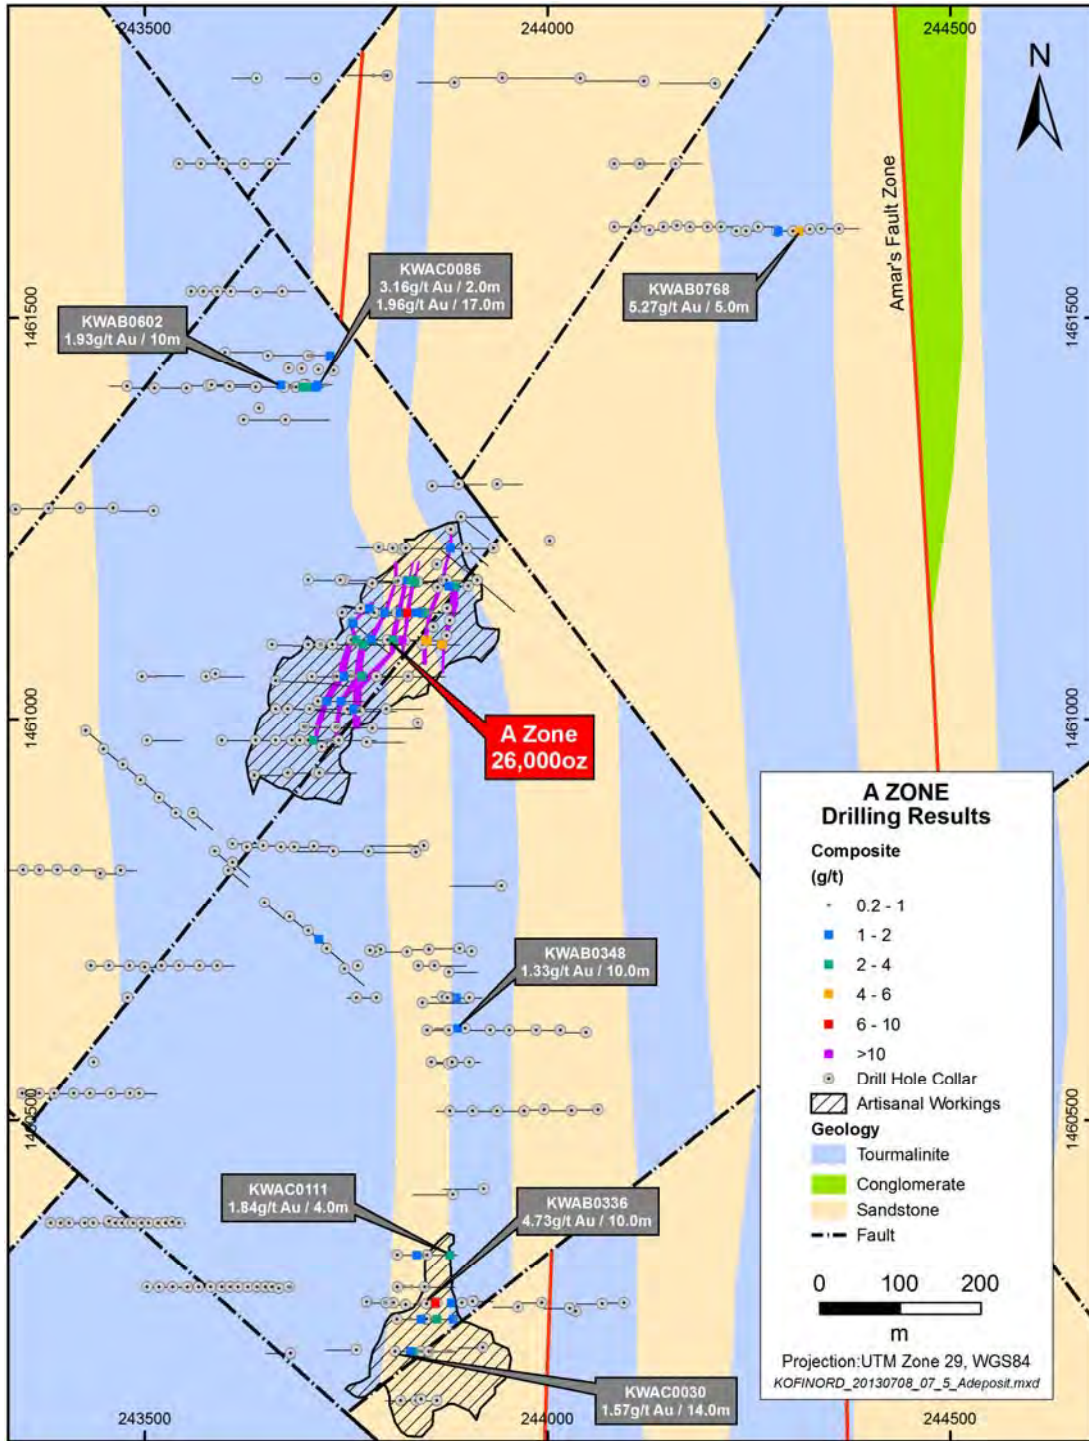 243500
244000
244500
N
Amar's Fault Zone
KWAC0086
3.16g/t Au / 2.0m
1.96g/t Au / 17.0m
KWAB0768
5.27g/t Au / 5.0m
KWAB0602
1.93g/t Au / 10m
1461500
1461500
1461000
1461000
A Zone
26,000oz
A ZONE
Drilling Results
Composite
(g/t)
0.2 - 1
1 - 2
2 - 4
4 - 6
6 - 10
>10
Drill Hole Collar
Artisanal Workings
Geology
Tourmalinite
Conglomerate
Sandstone
Fault
0 100 200
m
Projection:UTM Zone 29, WGS84
KOFINORD_20130708_07_5_Adeposit.mxd
KWAB0348
1.33g/t Au / 10.0m
1460500
1460500
KWAC0111
1.84g/t Au / 4.0m
KWAB0336
4.73g/t Au / 10.0m
KWAC0030
1.57g/t Au / 14.0m
243500
244000
244500